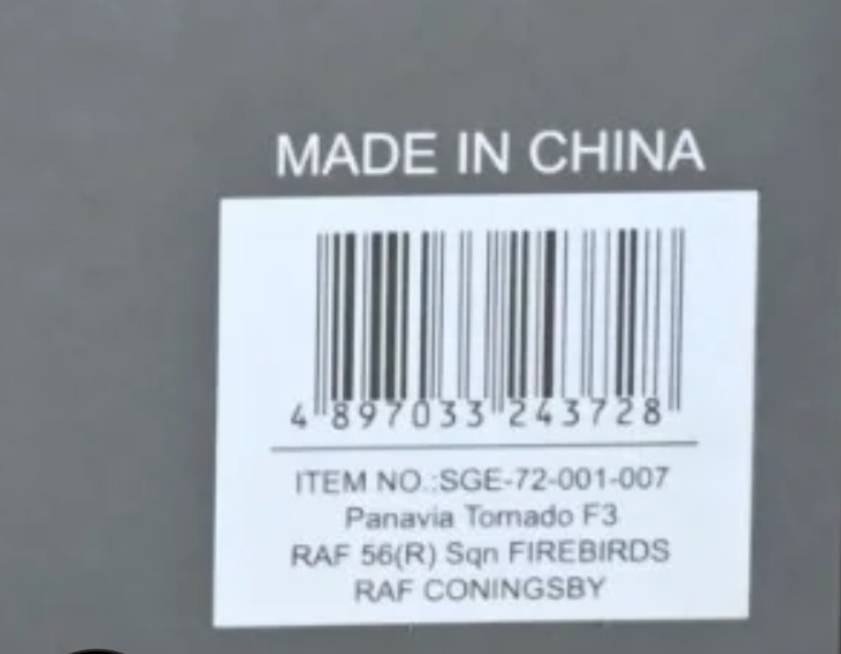 MADE IN CHINA
4 897033 243728
ITEM NO.:SGE-72-001-007
Panavia Tornado F3
RAF 56(R) Sqn FIREBIRDS
RAF CONINGSBY